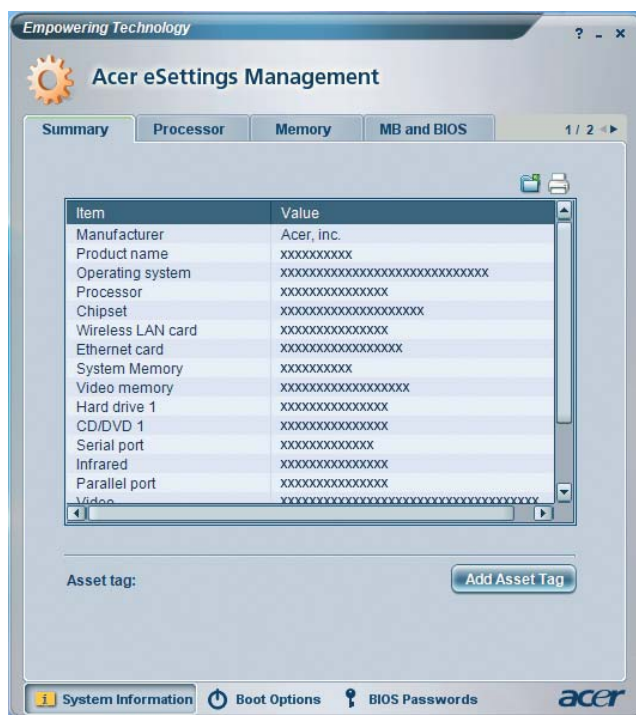 Empowering Technology
? - x
Acer eSettings Management
Summary Processor Memory MB and BIOS 1 / 2
Item Value
Manufacturer Acer, inc.
Product name xxxxxxxxxx
Operating system xxxxxxxxxxxxxxxxxxxxxxxxxxxxx
Processor xxxxxxxxxxxxxxx
Chipset xxxxxxxxxxxxxxxxxxxx
Wireless LAN card xxxxxxxxxxxxxxx
Ethernet card xxxxxxxxxxxxxxxxx
System Memory xxxxxxxxxx
Video memory xxxxxxxxxxxxxxxxxx
Hard drive 1 xxxxxxxxxxxxxxx
CD/DVD 1 xxxxxxxxxxxxxxx
Serial port xxxxxxxxxxxxx
Infrared xxxxxxxxxxxxxxx
Parallel port xxxxxxxxxxxxxxx
Video xxxxxxxxxxxxxxxxxxxxxxxxxxxxxxxxxxxx
Asset tag: Add Asset Tag
System Information Boot Options BIOS Passwords acer